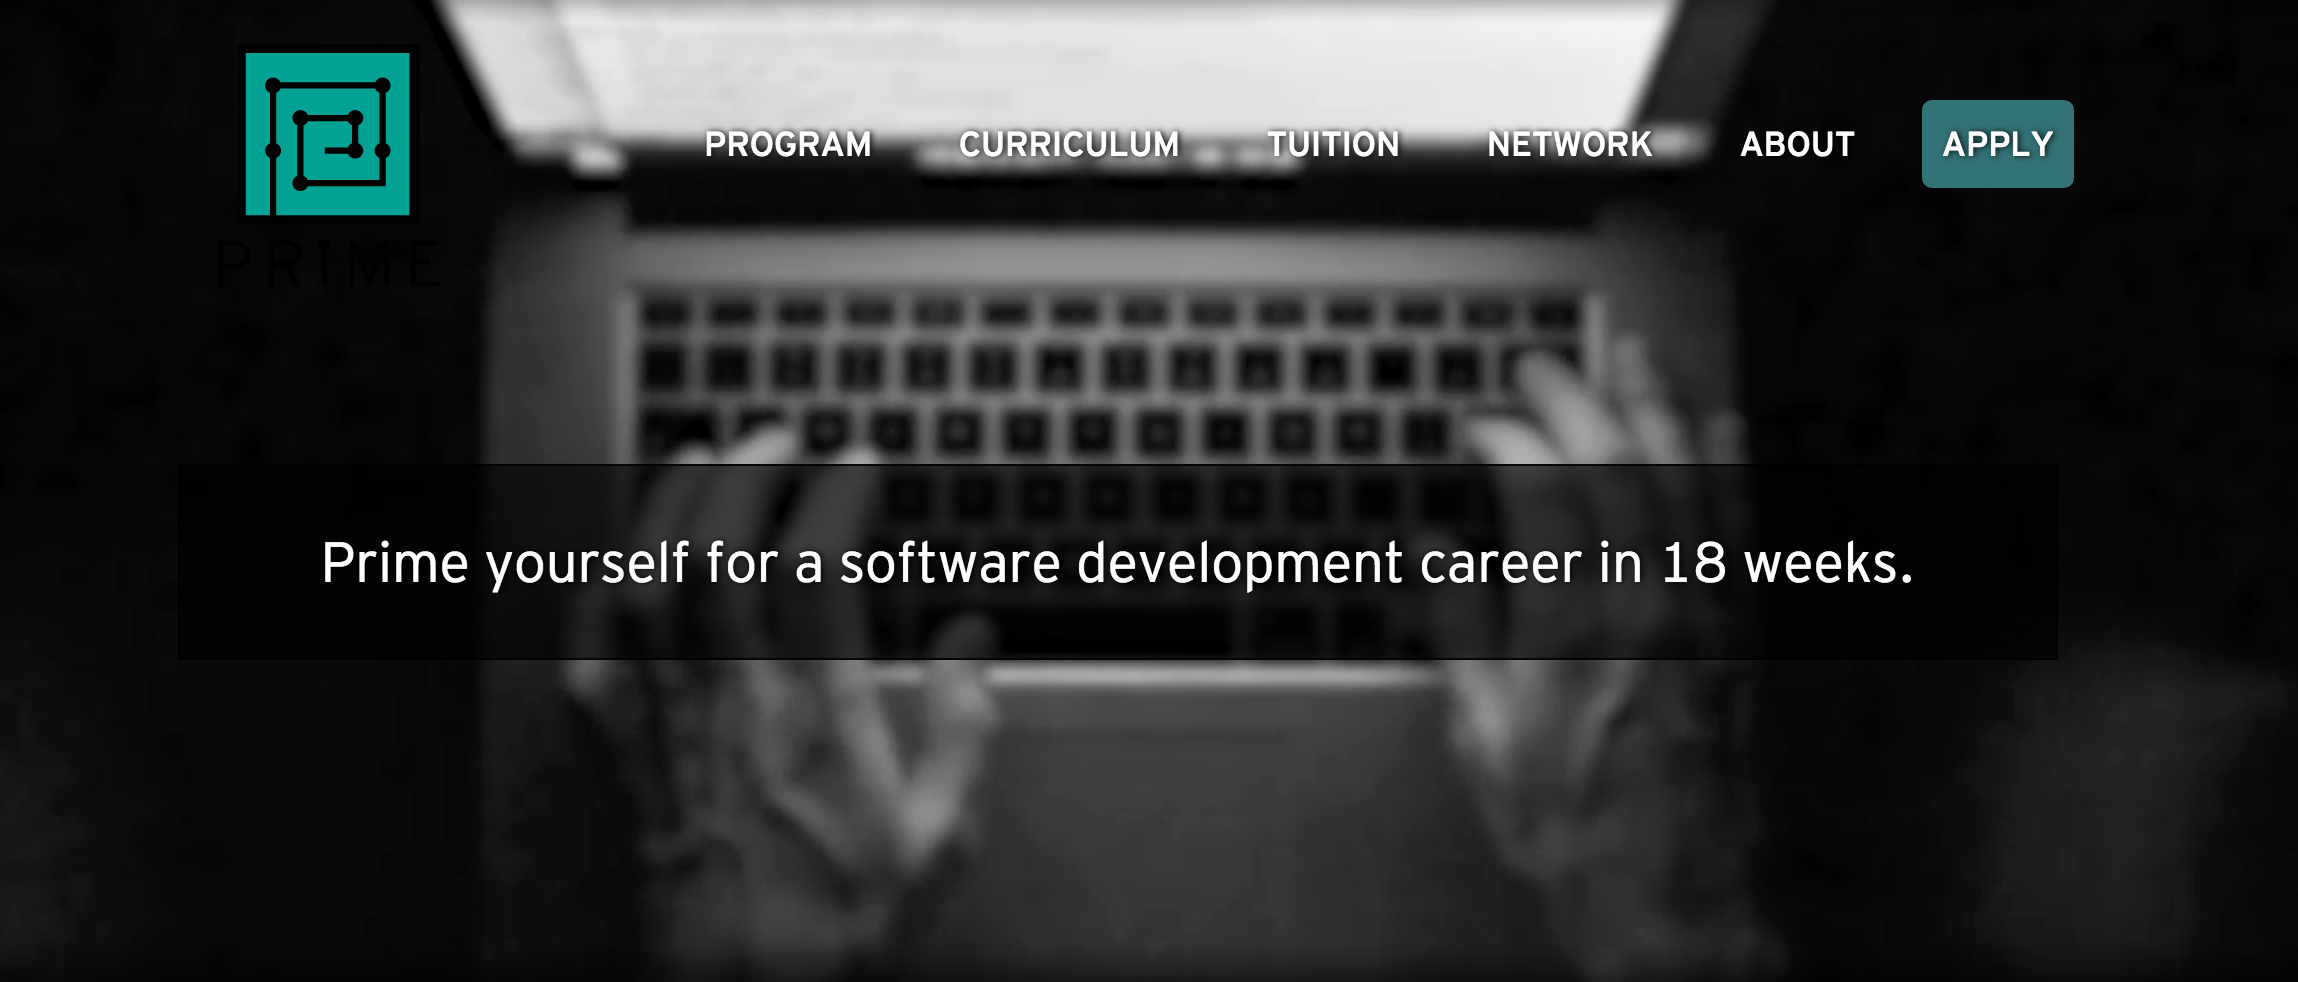 PRIME
PROGRAM CURRICULUM TUITION NETWORK ABOUT APPLY
Prime yourself for a software development career in 18 weeks.